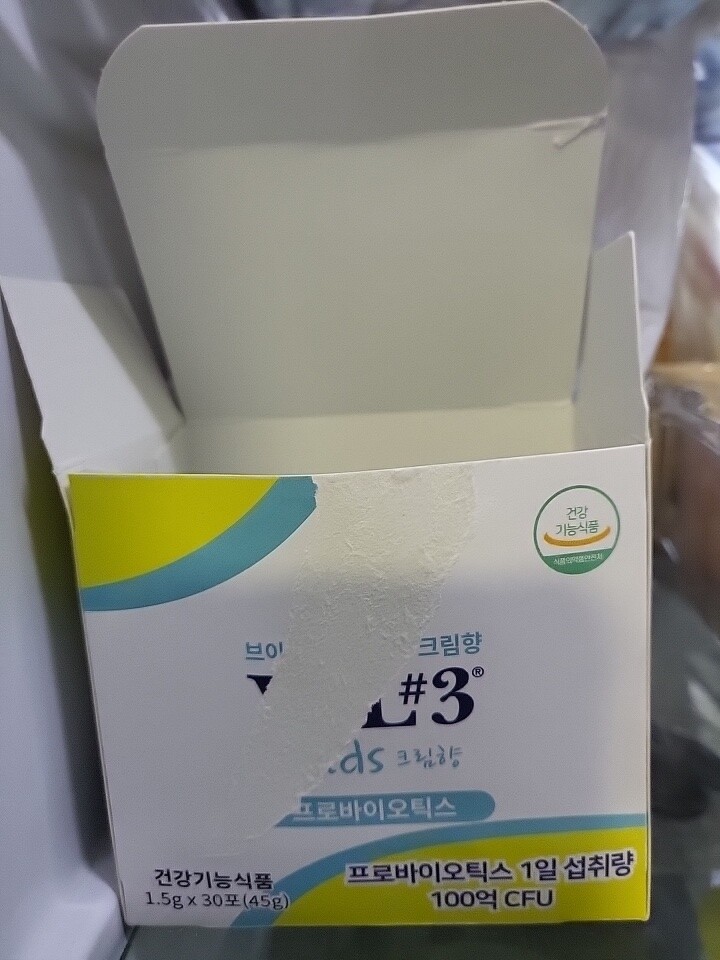 건강
기능식품
식품의약품안전처
브이 크림향
L#3®
ds 크림향
프로바이오틱스
건강기능식품
1.5g x 30포(45g)
프로바이오틱스 1일 섭취량
100억 CFU